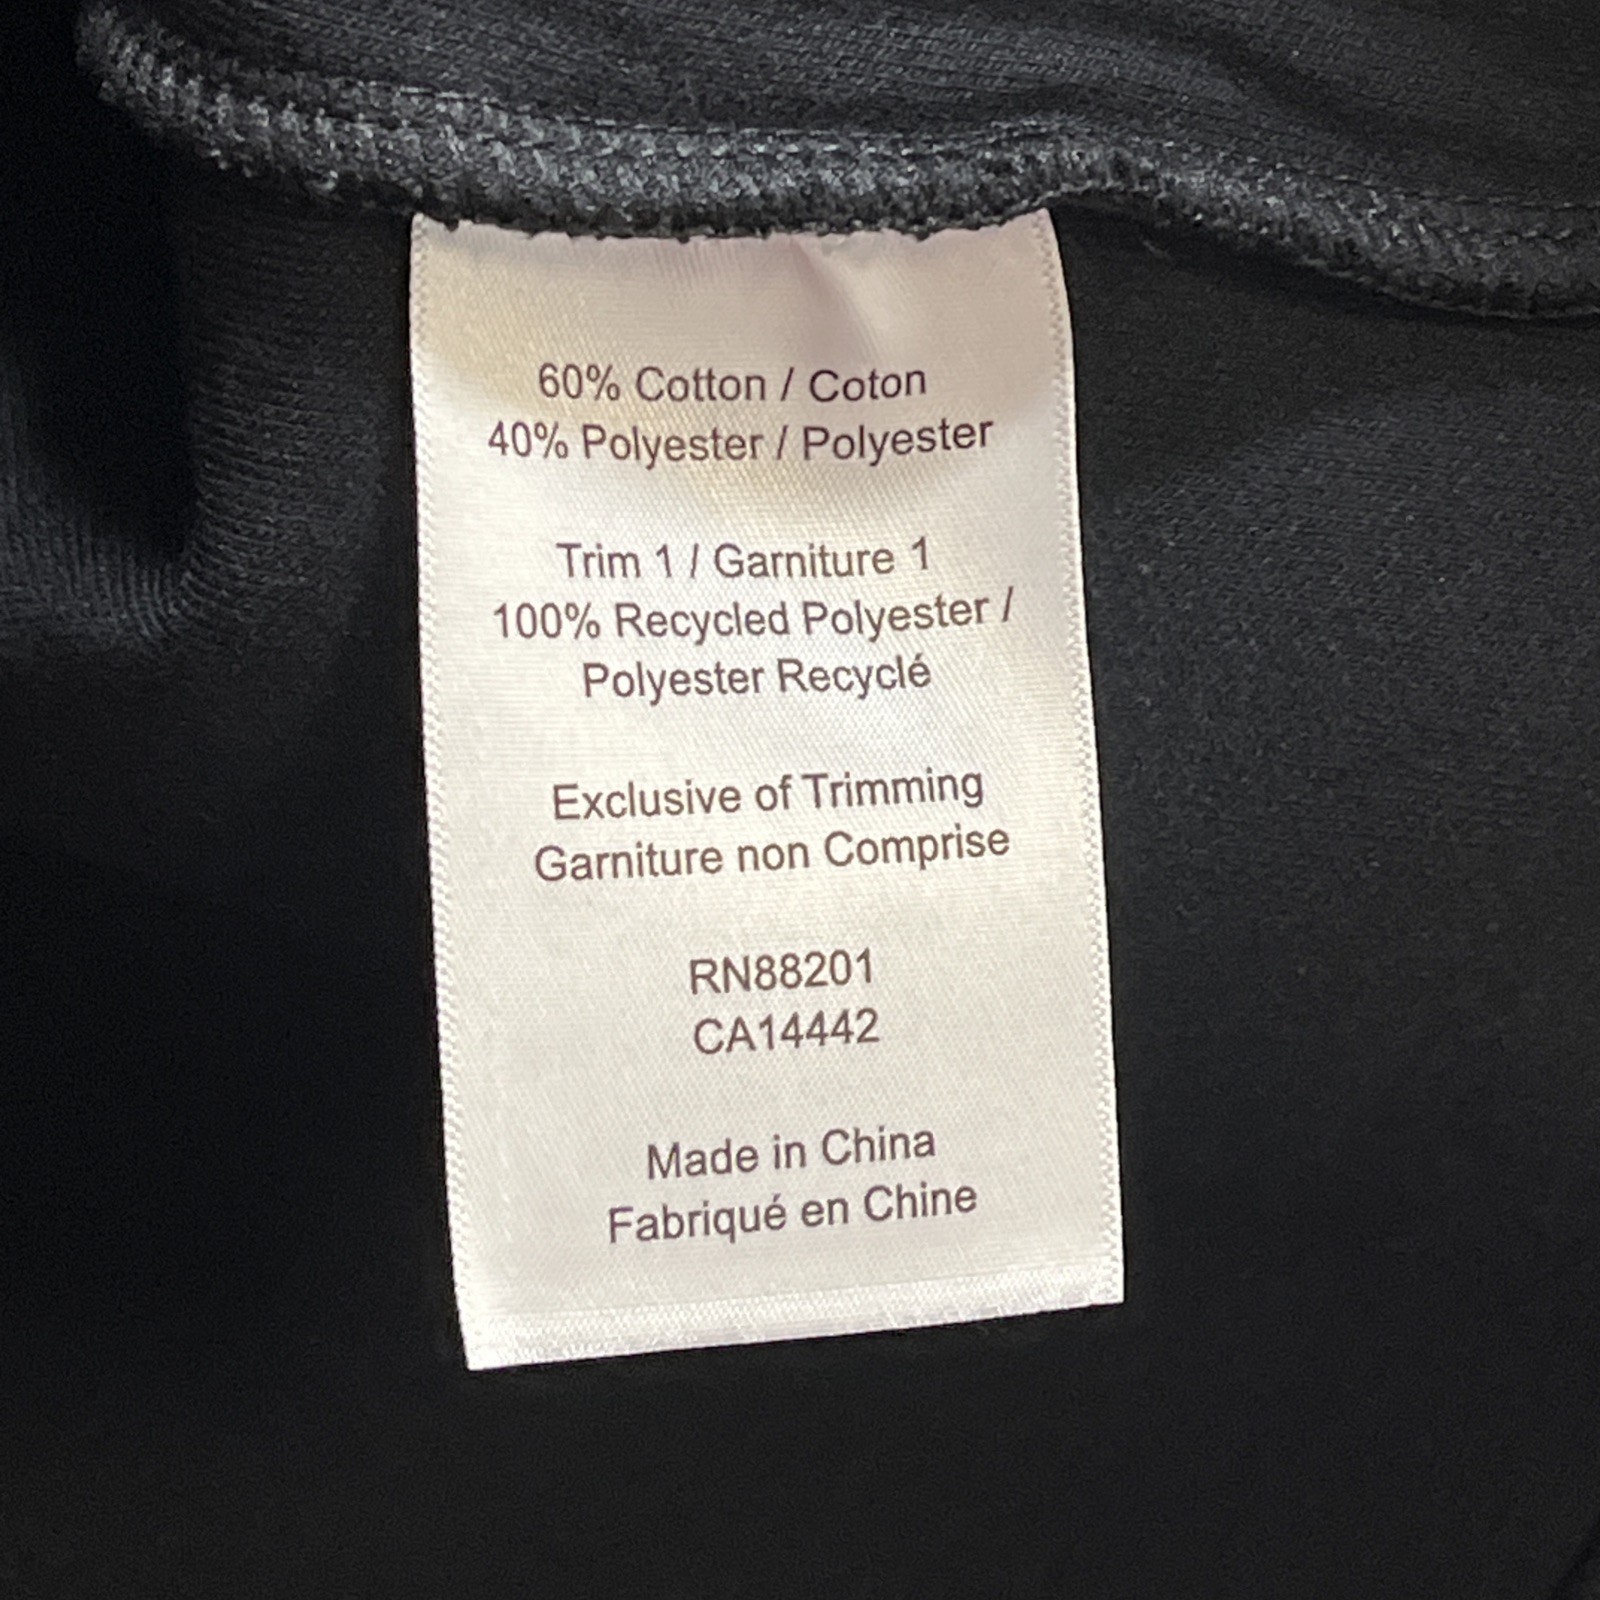 60% Cotton / Coton
40% Polyester / Polyester
Trim 1 / Garniture 1
100% Recycled Polyester /
Polyester Recyclé
Exclusive of Trimming
Garniture non Comprise
RN88201
CA14442
Made in China
Fabriqué en Chine